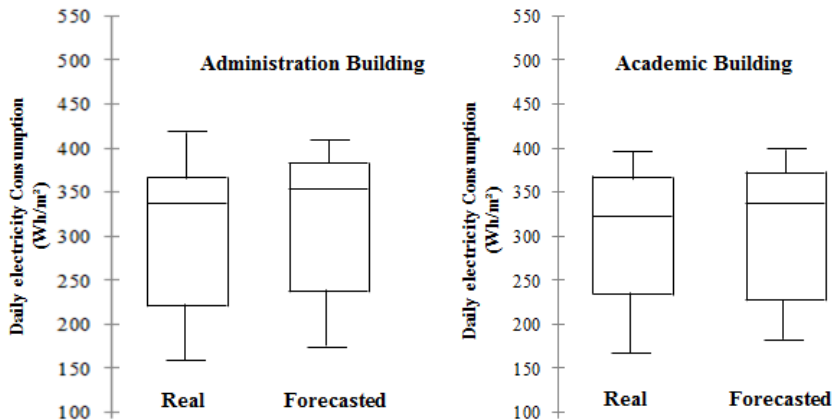 Administration Building
Daily electricity Consumption
(Wh/m²)
550
500
450
400
350
300
250
200
150
100
Real
Forecasted
Academic Building
Daily electricity Consumption
(Wh/m²)
550
500
450
400
350
300
250
200
150
100
Real
Forecasted